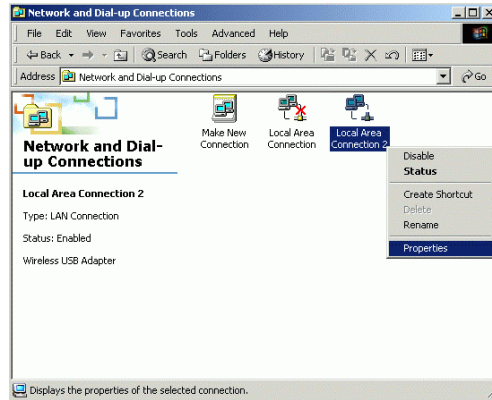 Network and Dial-up Connections
File Edit View Favorites Tools Advanced Help
Back Search Folders History
Address Network and Dial-up Connections Go
Make New Connection
Local Area Connection
Local Area Connection 2
Network and Dial-
up Connections
Local Area Connection 2
Type: LAN Connection
Status: Enabled
Wireless USB Adapter
Disable
Status
Create Shortcut
Delete
Rename
Properties
Displays the properties of the selected connection.